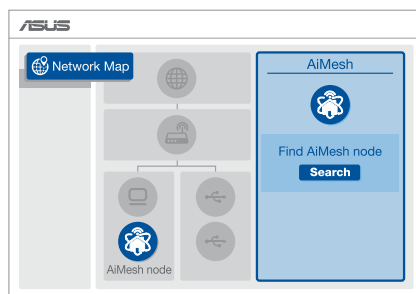 ASUS
Network Map
AiMesh
Find AiMesh node
Search
AiMesh node